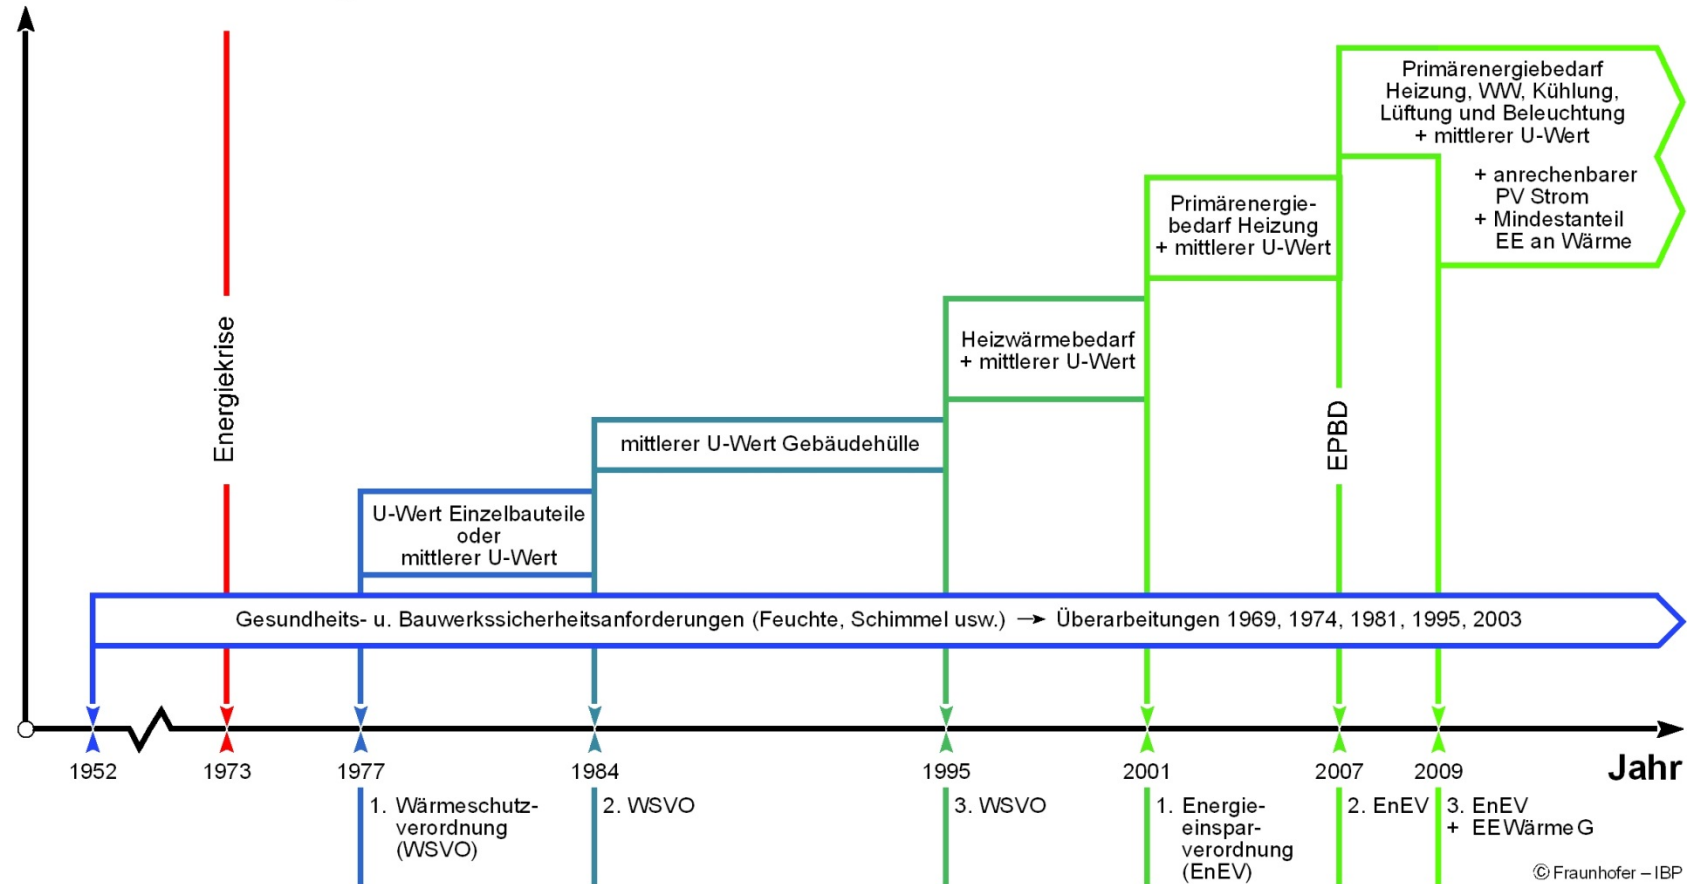 Primärenergiebedarf
Heizung, WW, Kühlung,
Lüftung und Beleuchtung
+ mittlerer U-Wert
+ anrechenbarer
PV Strom
+ Mindestanteil
EE an Wärme
Primärenergie-
bedarf Heizung
+ mittlerer U-Wert
Heizwärmebedarf
+ mittlerer U-Wert
Energiekrise
EPBD
mittlerer U-Wert Gebäudehülle
U-Wert Einzelbauteile
oder
mittlerer U-Wert
Gesundheits- u. Bauwerkssicherheitsanforderungen (Feuchte, Schimmel usw.) → Überarbeitungen 1969, 1974, 1981, 1995, 2003
1952 1973 1977 1984 1995 2001 2007 2009
Jahr
1. Wärmeschutz-
verordnung
(WSVO)
2. WSVO
3. WSVO
1. Energie-
einspar-
verordnung
(EnEV)
2. EnEV
3. EnEV
+ EEWärmeG
© Fraunhofer – IBP